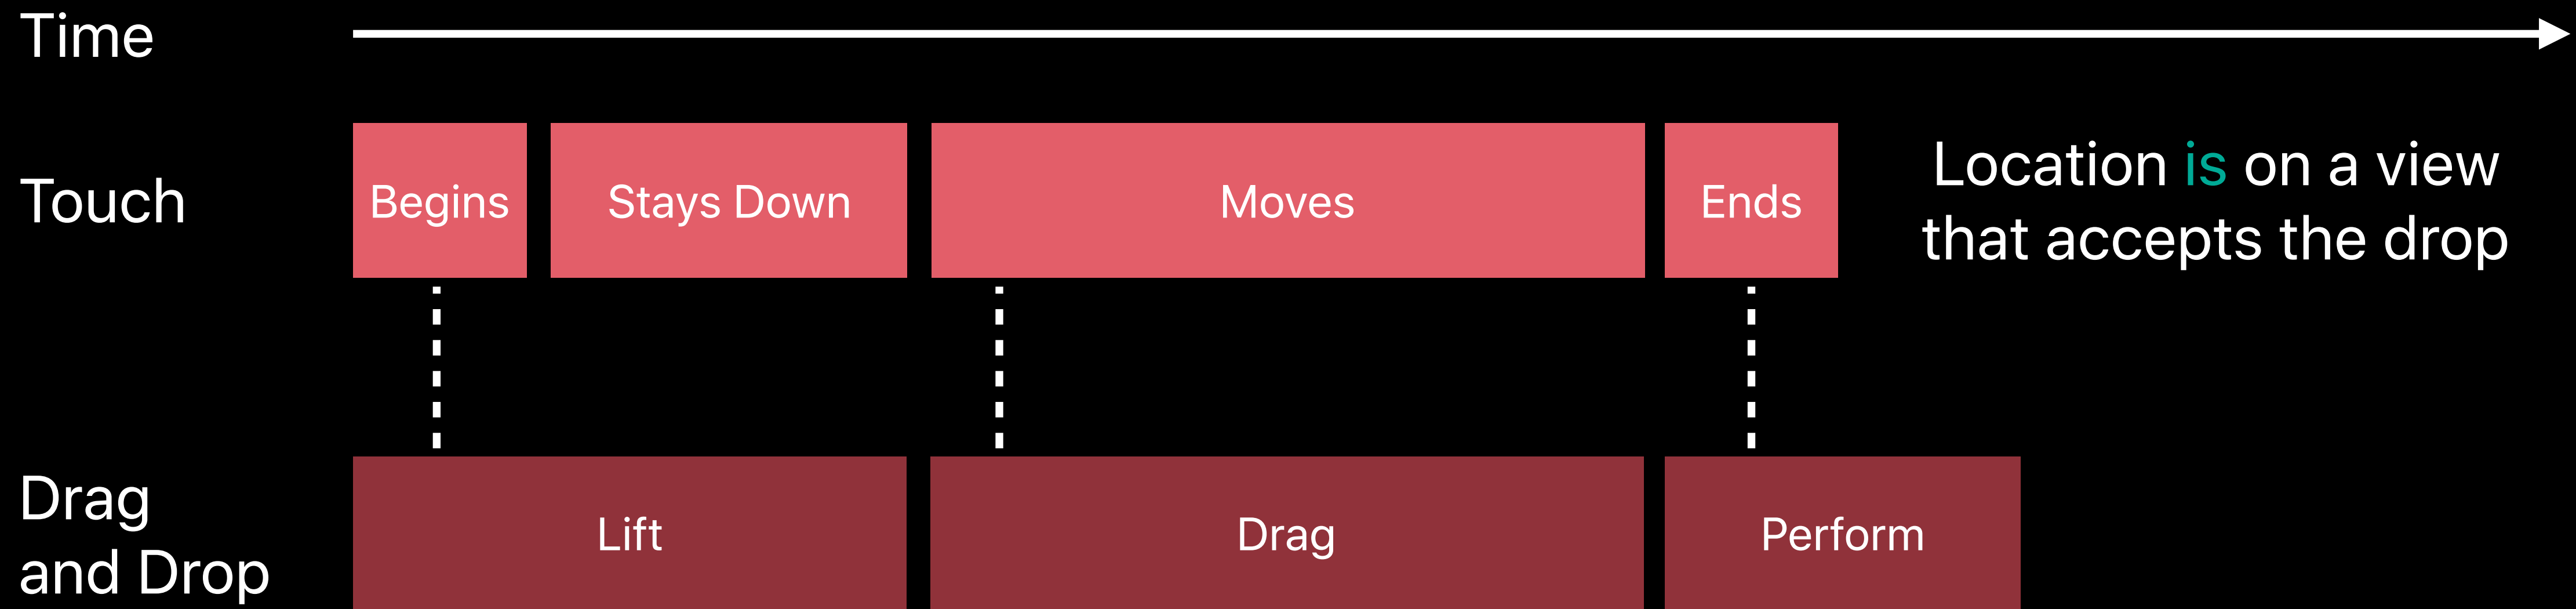 Time
Touch
Begins
Stays Down
Moves
Ends
Location is on a view
that accepts the drop
Drag
and Drop
Lift
Drag
Perform